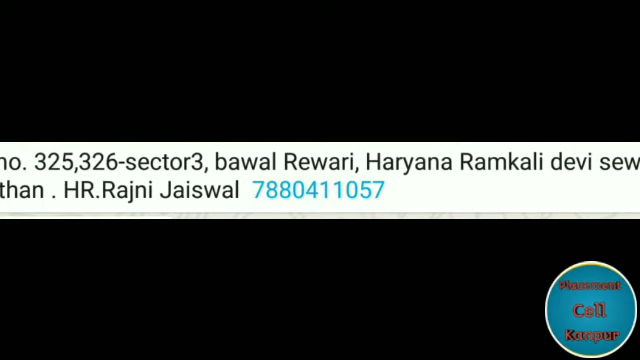 no. 325,326-sector3, bawal Rewari, Haryana Ramkali devi sew
than . HR.Rajni Jaiswal 7880411057
Placement
Cell
Kanpur